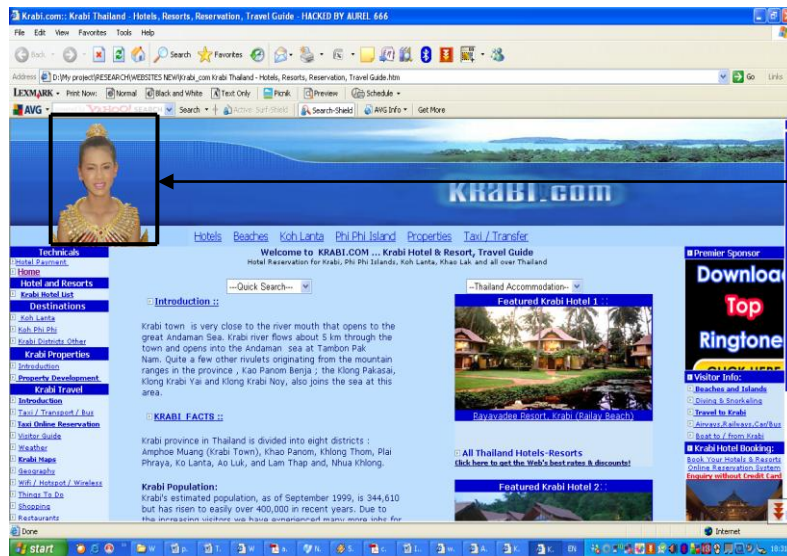 Krabi.com:: Krabi Thailand - Hotels, Resorts, Reservation, Travel Guide - HACKED BY AUREL 666
File Edit View Favorites Tools Help
Back Search Favorites
Address D:\My project\RESEARCH\WEBSITES NEW\Krabi_com Krabi Thailand - Hotels, Resorts, Reservation, Travel Guide.htm Go Links
LEXMARK Print Now: Normal Black and White Text Only Picnik Preview Schedule
AVG YAHOO! SEARCH Search Active Surf-Shield Search-Shield AVG Info Get More
KRABI.com
Hotels Beaches Koh Lanta Phi Phi Island Properties Taxi / Transfer
Technicals
Hotel Payment
Home
Hotel and Resorts
Krabi Hotel List
Destinations
Koh Lanta
Koh Phi Phi
Krabi Districts Other
Krabi Properties
Introduction
Property Development
Krabi Travel
Introduction
Taxi / Transport / Bus
Taxi Online Reservation
Visitor Guide
Weather
Krabi Maps
Geography
Wifi / Hotspot / Wireless
Things To Do
Shopping
Restaurants
Welcome to KRABI.COM ... Krabi Hotel & Resort, Travel Guide
Hotel Reservation for Krabi, Phi Phi Islands, Koh Lanta, Khao Lak and all over Thailand
---Quick Search---
--Thailand Accommodation--
Introduction ::
Krabi town is very close to the river mouth that opens to the
great Andaman Sea. Krabi river flows about 5 km through the
town and opens into the Andaman sea at Tambon Pak
Nam. Quite a few other rivulets originating from the mountain
ranges in the province , Kao Panom Benja ; the Klong Pakasai,
Klong Krabi Yai and Klong Krabi Noy, also joins the sea at this
area.
KRABI FACTS ::
Krabi province in Thailand is divided into eight districts :
Amphoe Muang (Krabi Town), Khao Panom, Khlong Thom, Plai
Phraya, Ko Lanta, Ao Luk, and Lam Thap and, Nhua Khlong.
Krabi Population:
Krabi's estimated population, as of September 1999, is 344,610
but has risen to easily over 400,000 in recent years. Due to
the increasing visitors we have experienced many more jobs for
Featured Krabi Hotel 1 ::
Rayavadee Resort, Krabi (Railay Beach)
All Thailand Hotels-Resorts
Click here to get the Web's best rates & discounts!
Featured Krabi Hotel 2::
Premier Sponsor
Download
Top
Ringtone
CLICK HERE
Visitor Info:
Beaches and Islands
Diving & Snorkeling
Travel to Krabi
Airways,Railways,Car/Bus
Boat to / from Krabi
Krabi Hotel Booking:
Book Your Hotels & Resorts
Online Reservation System
Enquiry without Credit Card
Done Internet
start EN